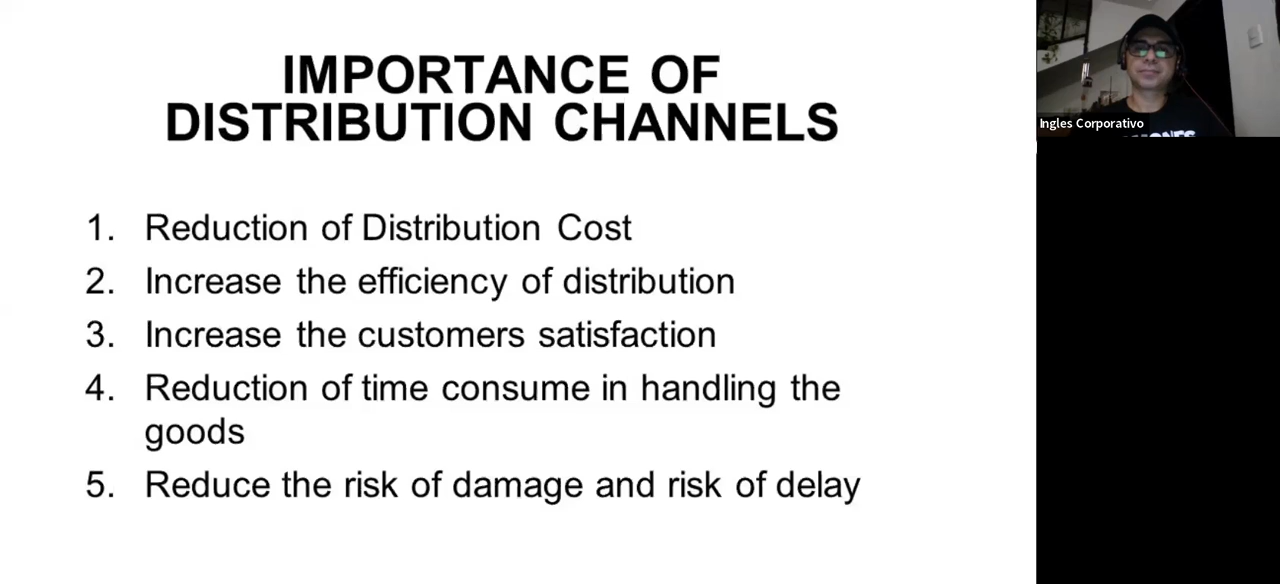 IMPORTANCE OF
DISTRIBUTION CHANNELS
1. Reduction of Distribution Cost
2. Increase the efficiency of distribution
3. Increase the customers satisfaction
4. Reduction of time consume in handling the
goods
5. Reduce the risk of damage and risk of delay
Ingles Corporativo